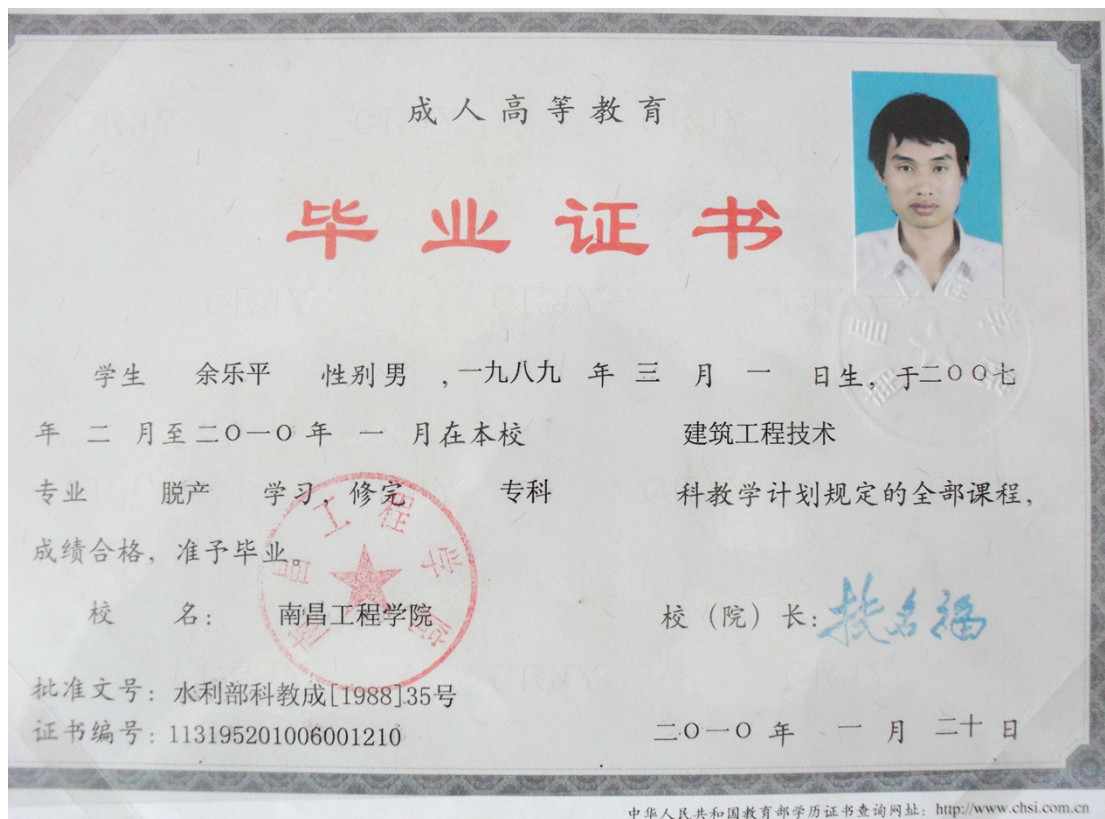 成人高等教育
毕业证书
学生 余乐平 性别 男 ,一九八九 年 三 月 一 日生,于二〇〇七
年 二 月至二〇一〇年 一 月在本校 建筑工程技术
专业 脱产 学习,修完 专科 科教学计划规定的全部课程,
成绩合格,准予毕业。
校 名: 南昌工程学院 校(院)长:
批准文号: 水利部科教成[1988]35号
证书编号: 113195201006001210 二〇一〇年 一 月 二十 日
南昌工程学院
中华人民共和国教育部学历证书查询网址: http://www.chsi.com.cn